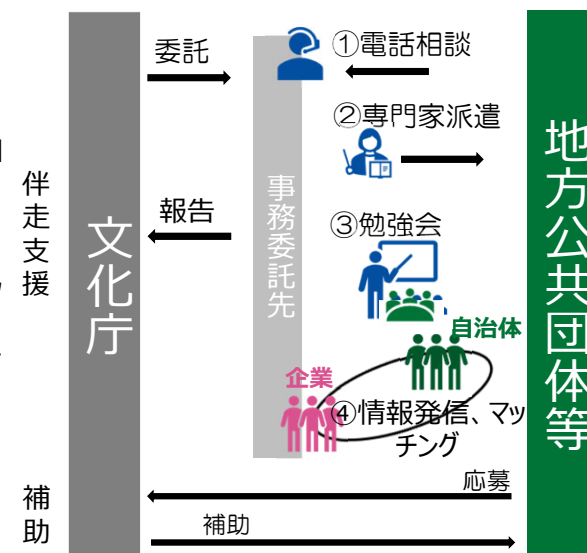 伴走支援
補助
文化庁
委託
報告
事務委託先
①電話相談
②専門家派遣
③勉強会
自治体
企業
④情報発信、マッ
チング
応募
補助
地方公共団体等